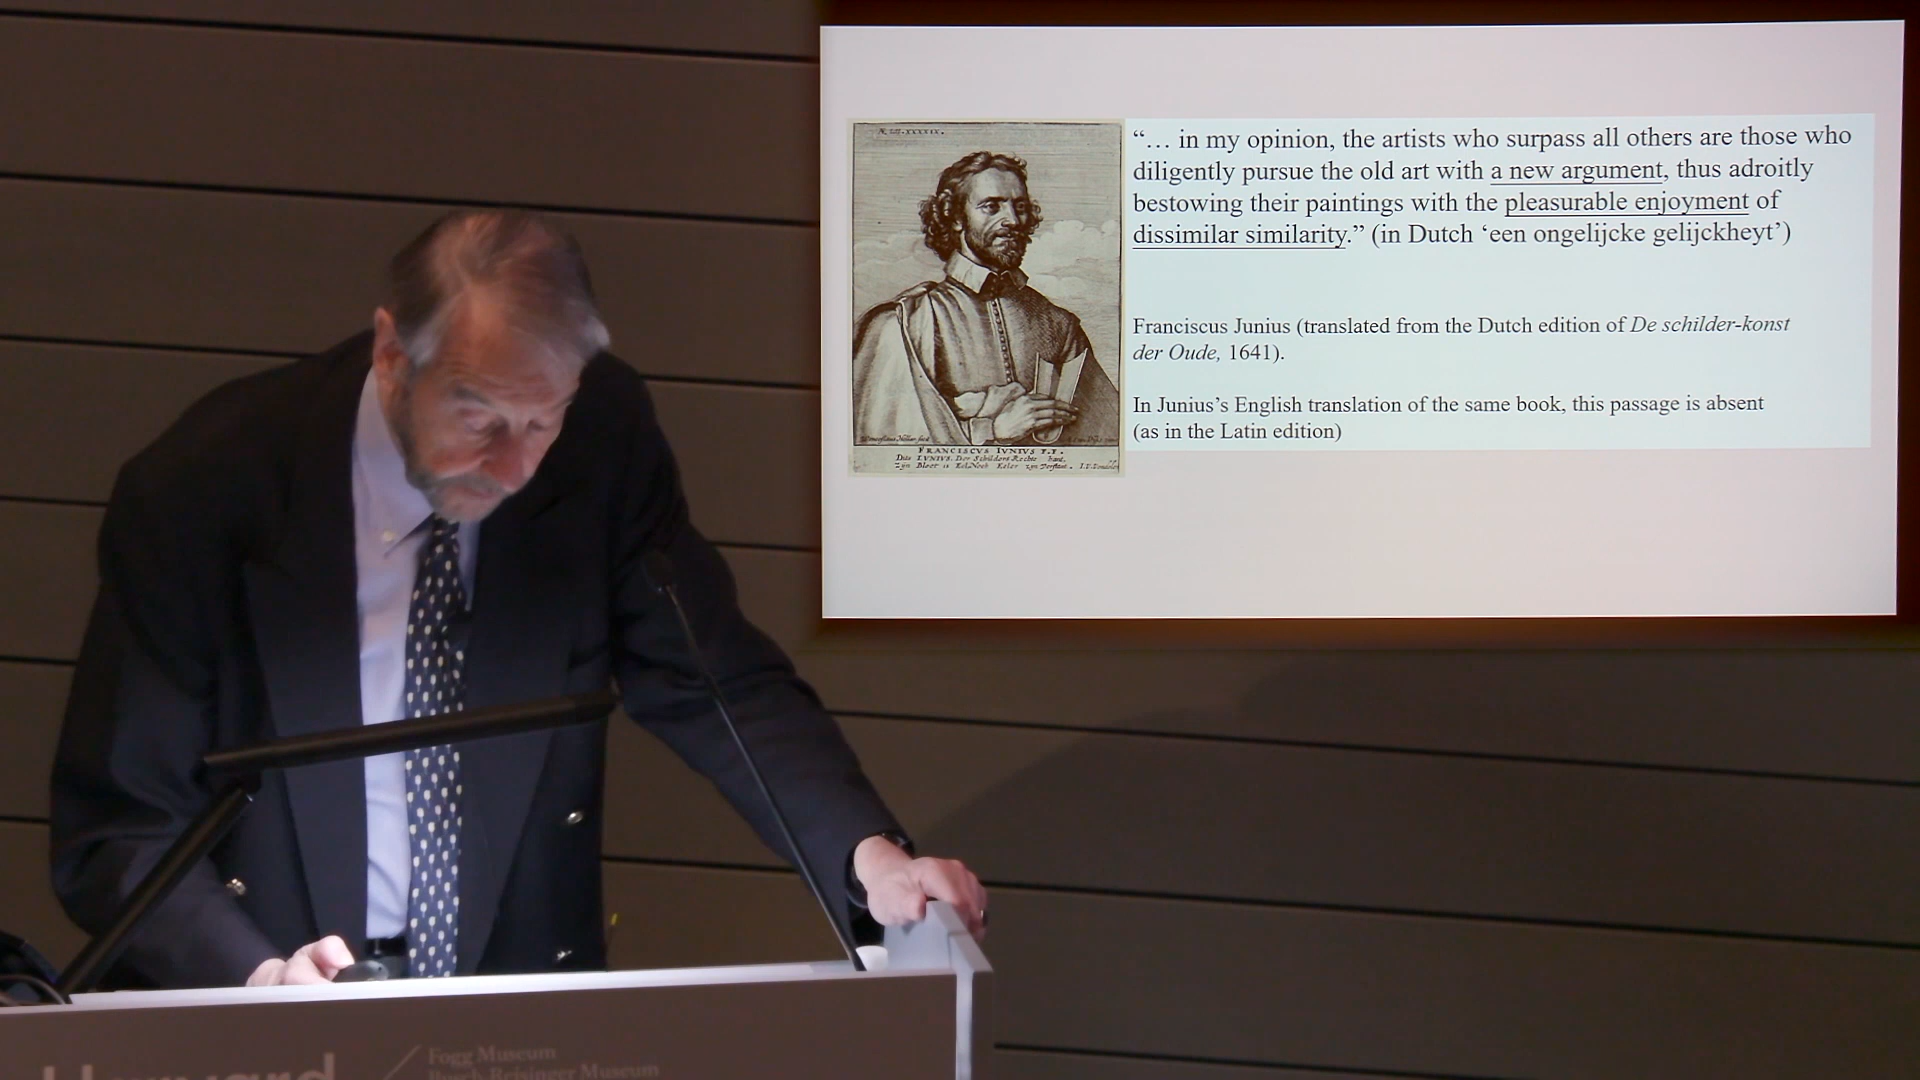 “… in my opinion, the artists who surpass all others are those who
diligently pursue the old art with a new argument, thus adroitly
bestowing their paintings with the pleasurable enjoyment of
dissimilar similarity.” (in Dutch ‘een ongelijcke gelijckheyt’)
Franciscus Junius (translated from the Dutch edition of De schilder-konst
der Oude, 1641).
In Junius’s English translation of the same book, this passage is absent
(as in the Latin edition)
FRANCISCVS IVNIVS F.F.
Fogg Museum
Busch-Reisinger Museum